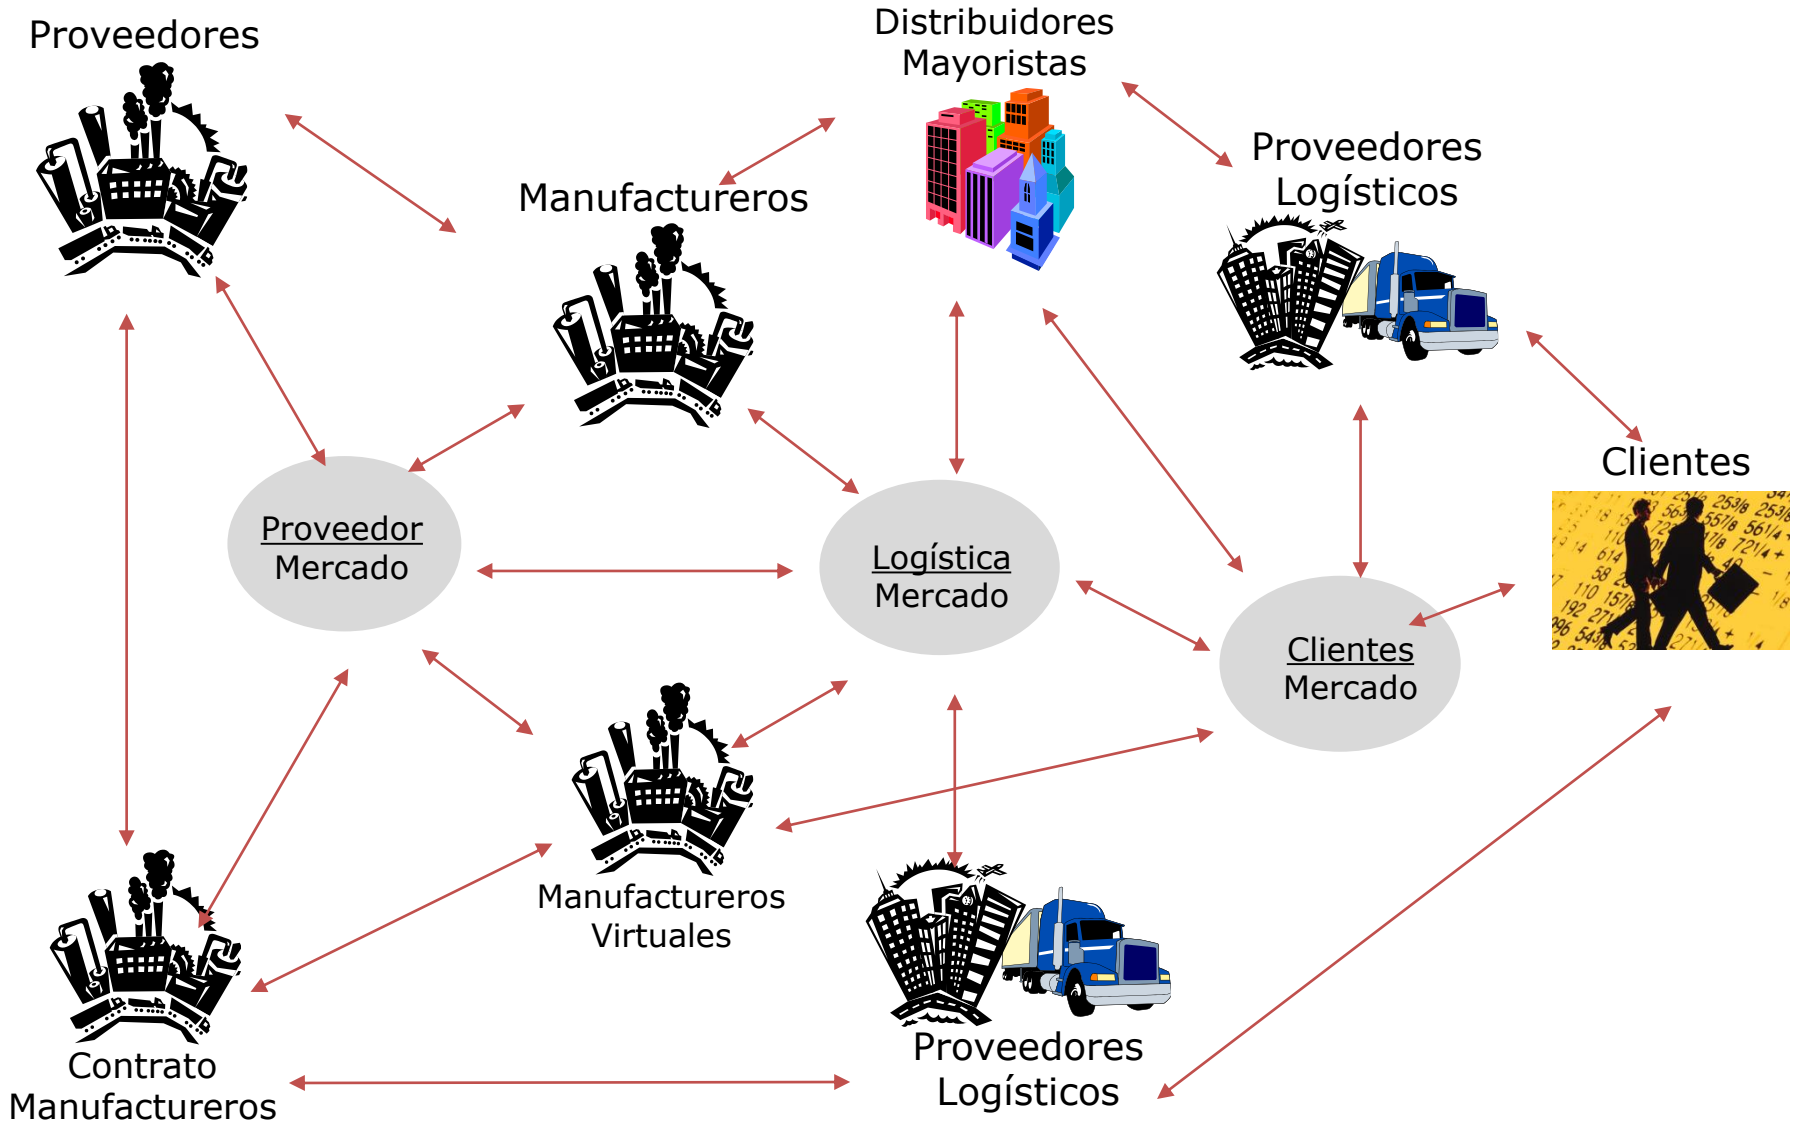 Proveedores
Distribuidores
Mayoristas
Proveedores
Logísticos
Manufactureros
Clientes
Proveedor
Mercado
Logística
Mercado
Clientes
Mercado
Manufactureros
Virtuales
Contrato
Manufactureros
Proveedores
Logísticos